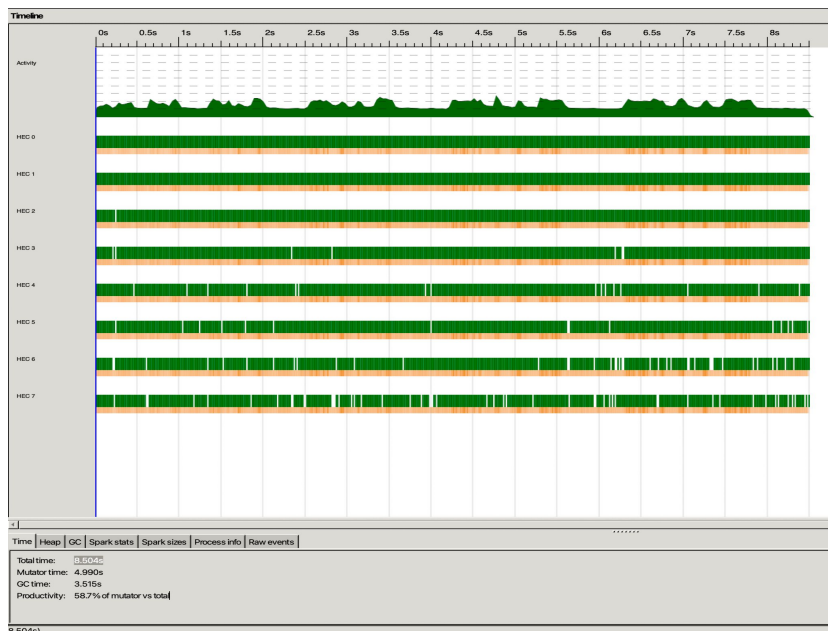 Timeline
0s 0.5s 1s 1.5s 2s 2.5s 3s 3.5s 4s 4.5s 5s 5.5s 6s 6.5s 7s 7.5s 8s
Activity
HEC 0
HEC 1
HEC 2
HEC 3
HEC 4
HEC 5
HEC 6
HEC 7
Time Heap GC Spark stats Spark sizes Process info Raw events
Total time: 8.504s
Mutator time: 4.990s
GC time: 3.515s
Productivity: 58.7% of mutator vs total
8.504s)